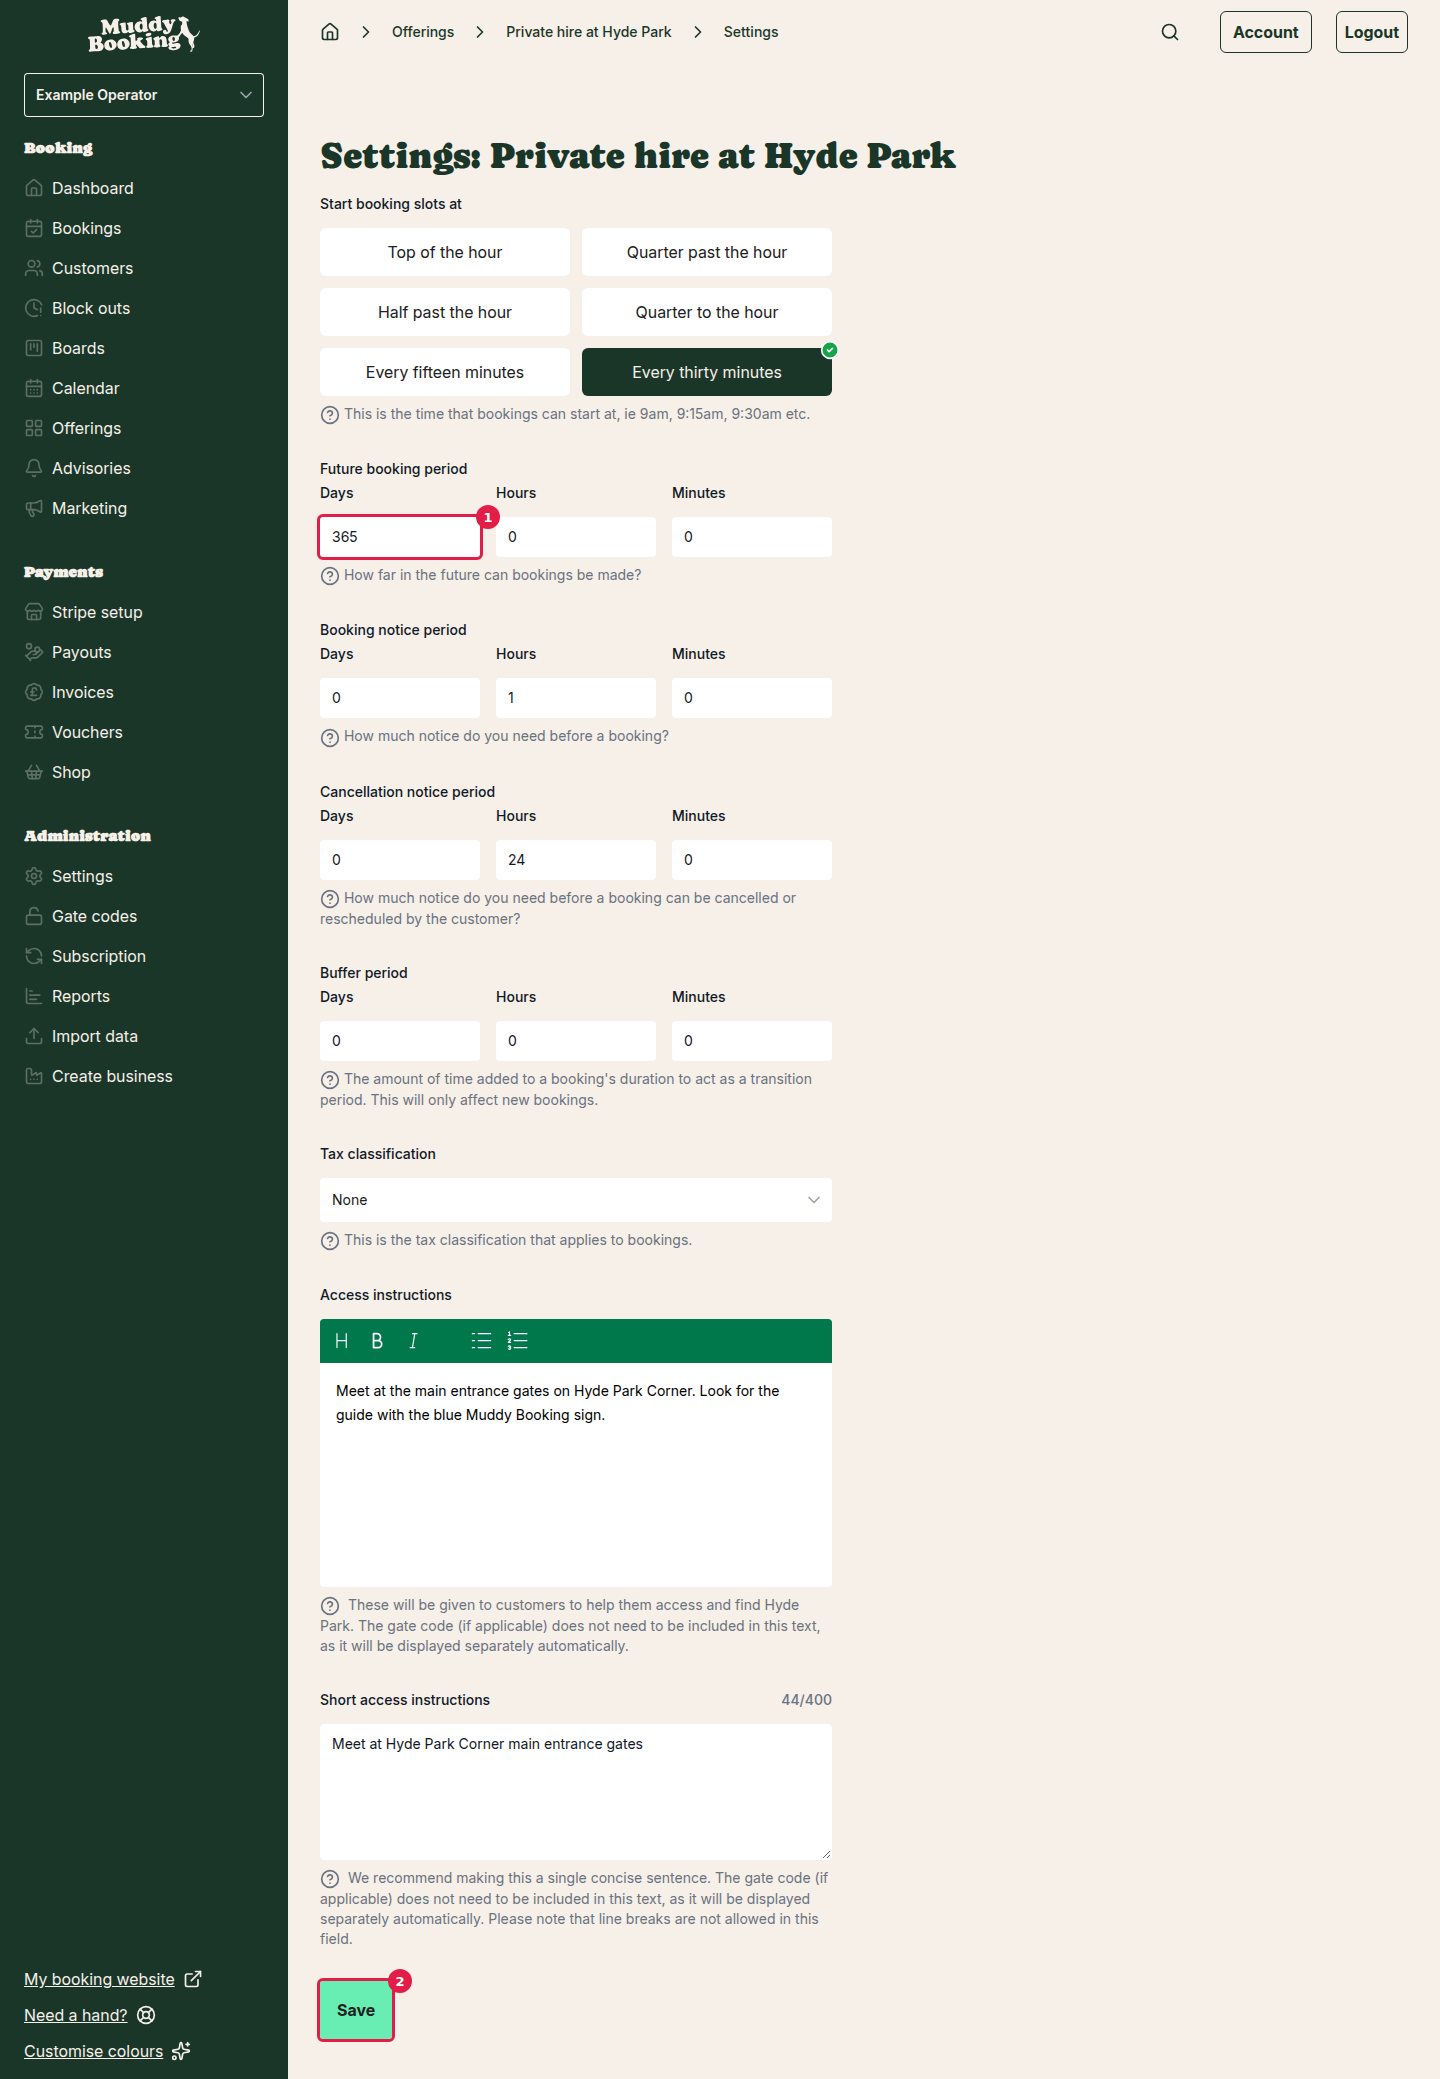 Muddy
Booking
Example Operator
Booking
Dashboard
Bookings
Customers
Block outs
Boards
Calendar
Offerings
Advisories
Marketing
Payments
Stripe setup
Payouts
Invoices
Vouchers
Shop
Administration
Settings
Gate codes
Subscription
Reports
Import data
Create business
My booking website
Need a hand?
Customise colours
Offerings
Private hire at Hyde Park
Settings
Account
Logout
Settings: Private hire at Hyde Park
Start booking slots at
Top of the hour
Quarter past the hour
Half past the hour
Quarter to the hour
Every fifteen minutes
Every thirty minutes
This is the time that bookings can start at, ie 9am, 9:15am, 9:30am etc.
Future booking period
Days Hours Minutes
365 0 0
1
How far in the future can bookings be made?
Booking notice period
Days Hours Minutes
0 1 0
How much notice do you need before a booking?
Cancellation notice period
Days Hours Minutes
0 24 0
How much notice do you need before a booking can be cancelled or
rescheduled by the customer?
Buffer period
Days Hours Minutes
0 0 0
The amount of time added to a booking's duration to act as a transition
period. This will only affect new bookings.
Tax classification
None
This is the tax classification that applies to bookings.
Access instructions
H B I
Meet at the main entrance gates on Hyde Park Corner. Look for the
guide with the blue Muddy Booking sign.
These will be given to customers to help them access and find Hyde
Park. The gate code (if applicable) does not need to be included in this text,
as it will be displayed separately automatically.
Short access instructions 44/400
Meet at Hyde Park Corner main entrance gates
We recommend making this a single concise sentence. The gate code (if
applicable) does not need to be included in this text, as it will be displayed
separately automatically. Please note that line breaks are not allowed in this
field.
Save
2